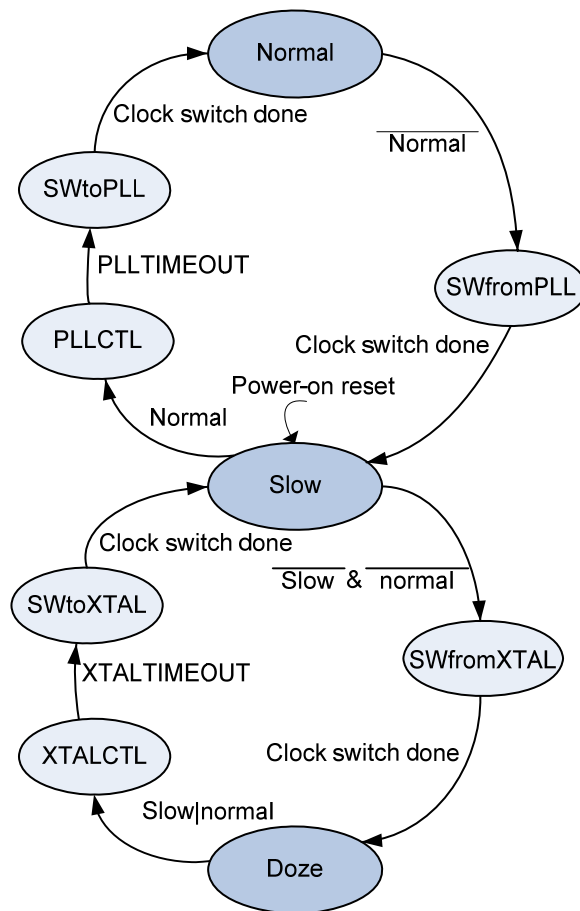 Normal
Clock switch done
Normal
SWtoPLL
PLLTIMEOUT
SWfromPLL
PLLCTL
Clock switch done
Power-on reset
Normal
Slow
Clock switch done
Slow & normal
SWtoXTAL
SWfromXTAL
XTALTIMEOUT
XTALCTL
Clock switch done
Slow|normal
Doze